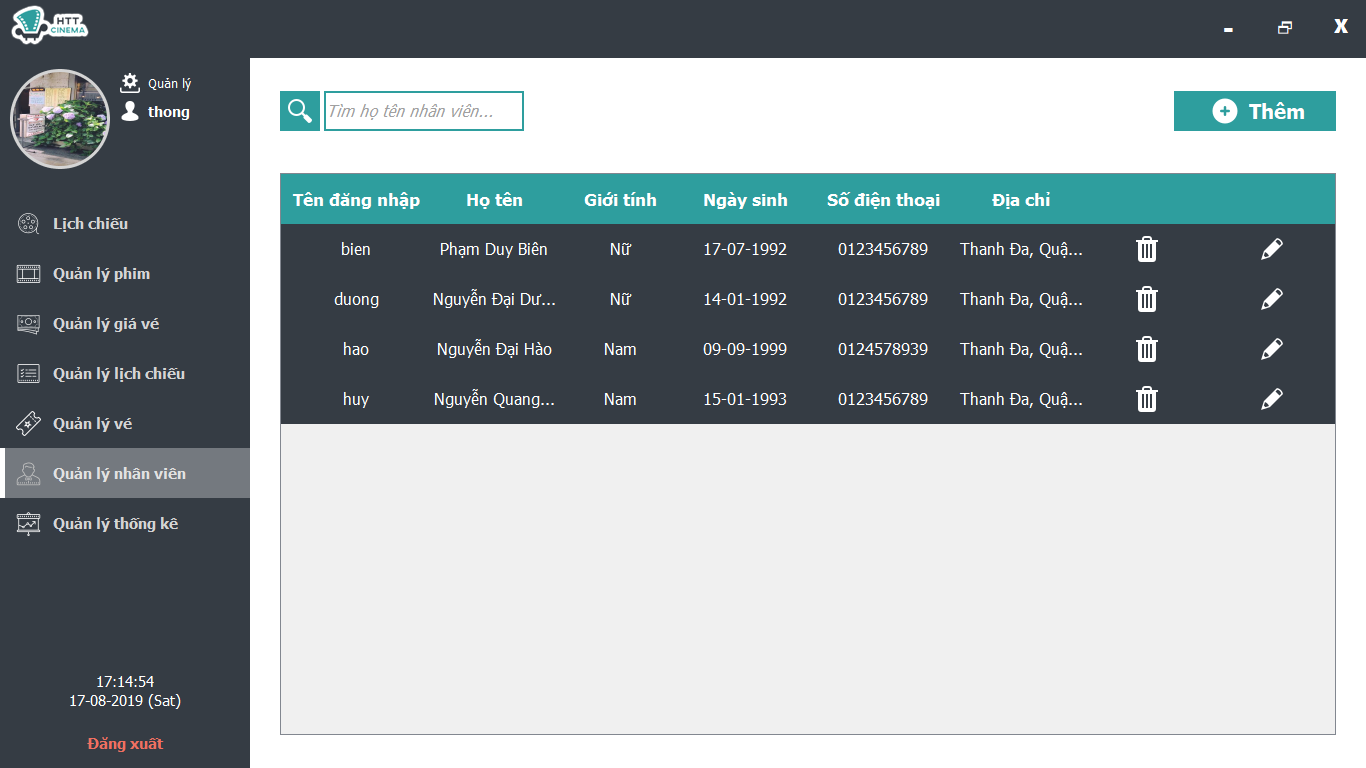 HTT
CINEMA
- X
Quản lý
thong
Lịch chiếu
Quản lý phim
Quản lý giá vé
Quản lý lịch chiếu
Quản lý vé
Quản lý nhân viên
Quản lý thống kê
17:14:54
17-08-2019 (Sat)
Đăng xuất
Tìm họ tên nhân viên...
Thêm
Tên đăng nhập Họ tên Giới tính Ngày sinh Số điện thoại Địa chỉ
bien Phạm Duy Biên Nữ 17-07-1992 0123456789 Thanh Đa, Quậ...
duong Nguyễn Đại Dư... Nữ 14-01-1992 0123456789 Thanh Đa, Quậ...
hao Nguyễn Đại Hào Nam 09-09-1999 0124578939 Thanh Đa, Quậ...
huy Nguyễn Quang... Nam 15-01-1993 0123456789 Thanh Đa, Quậ...